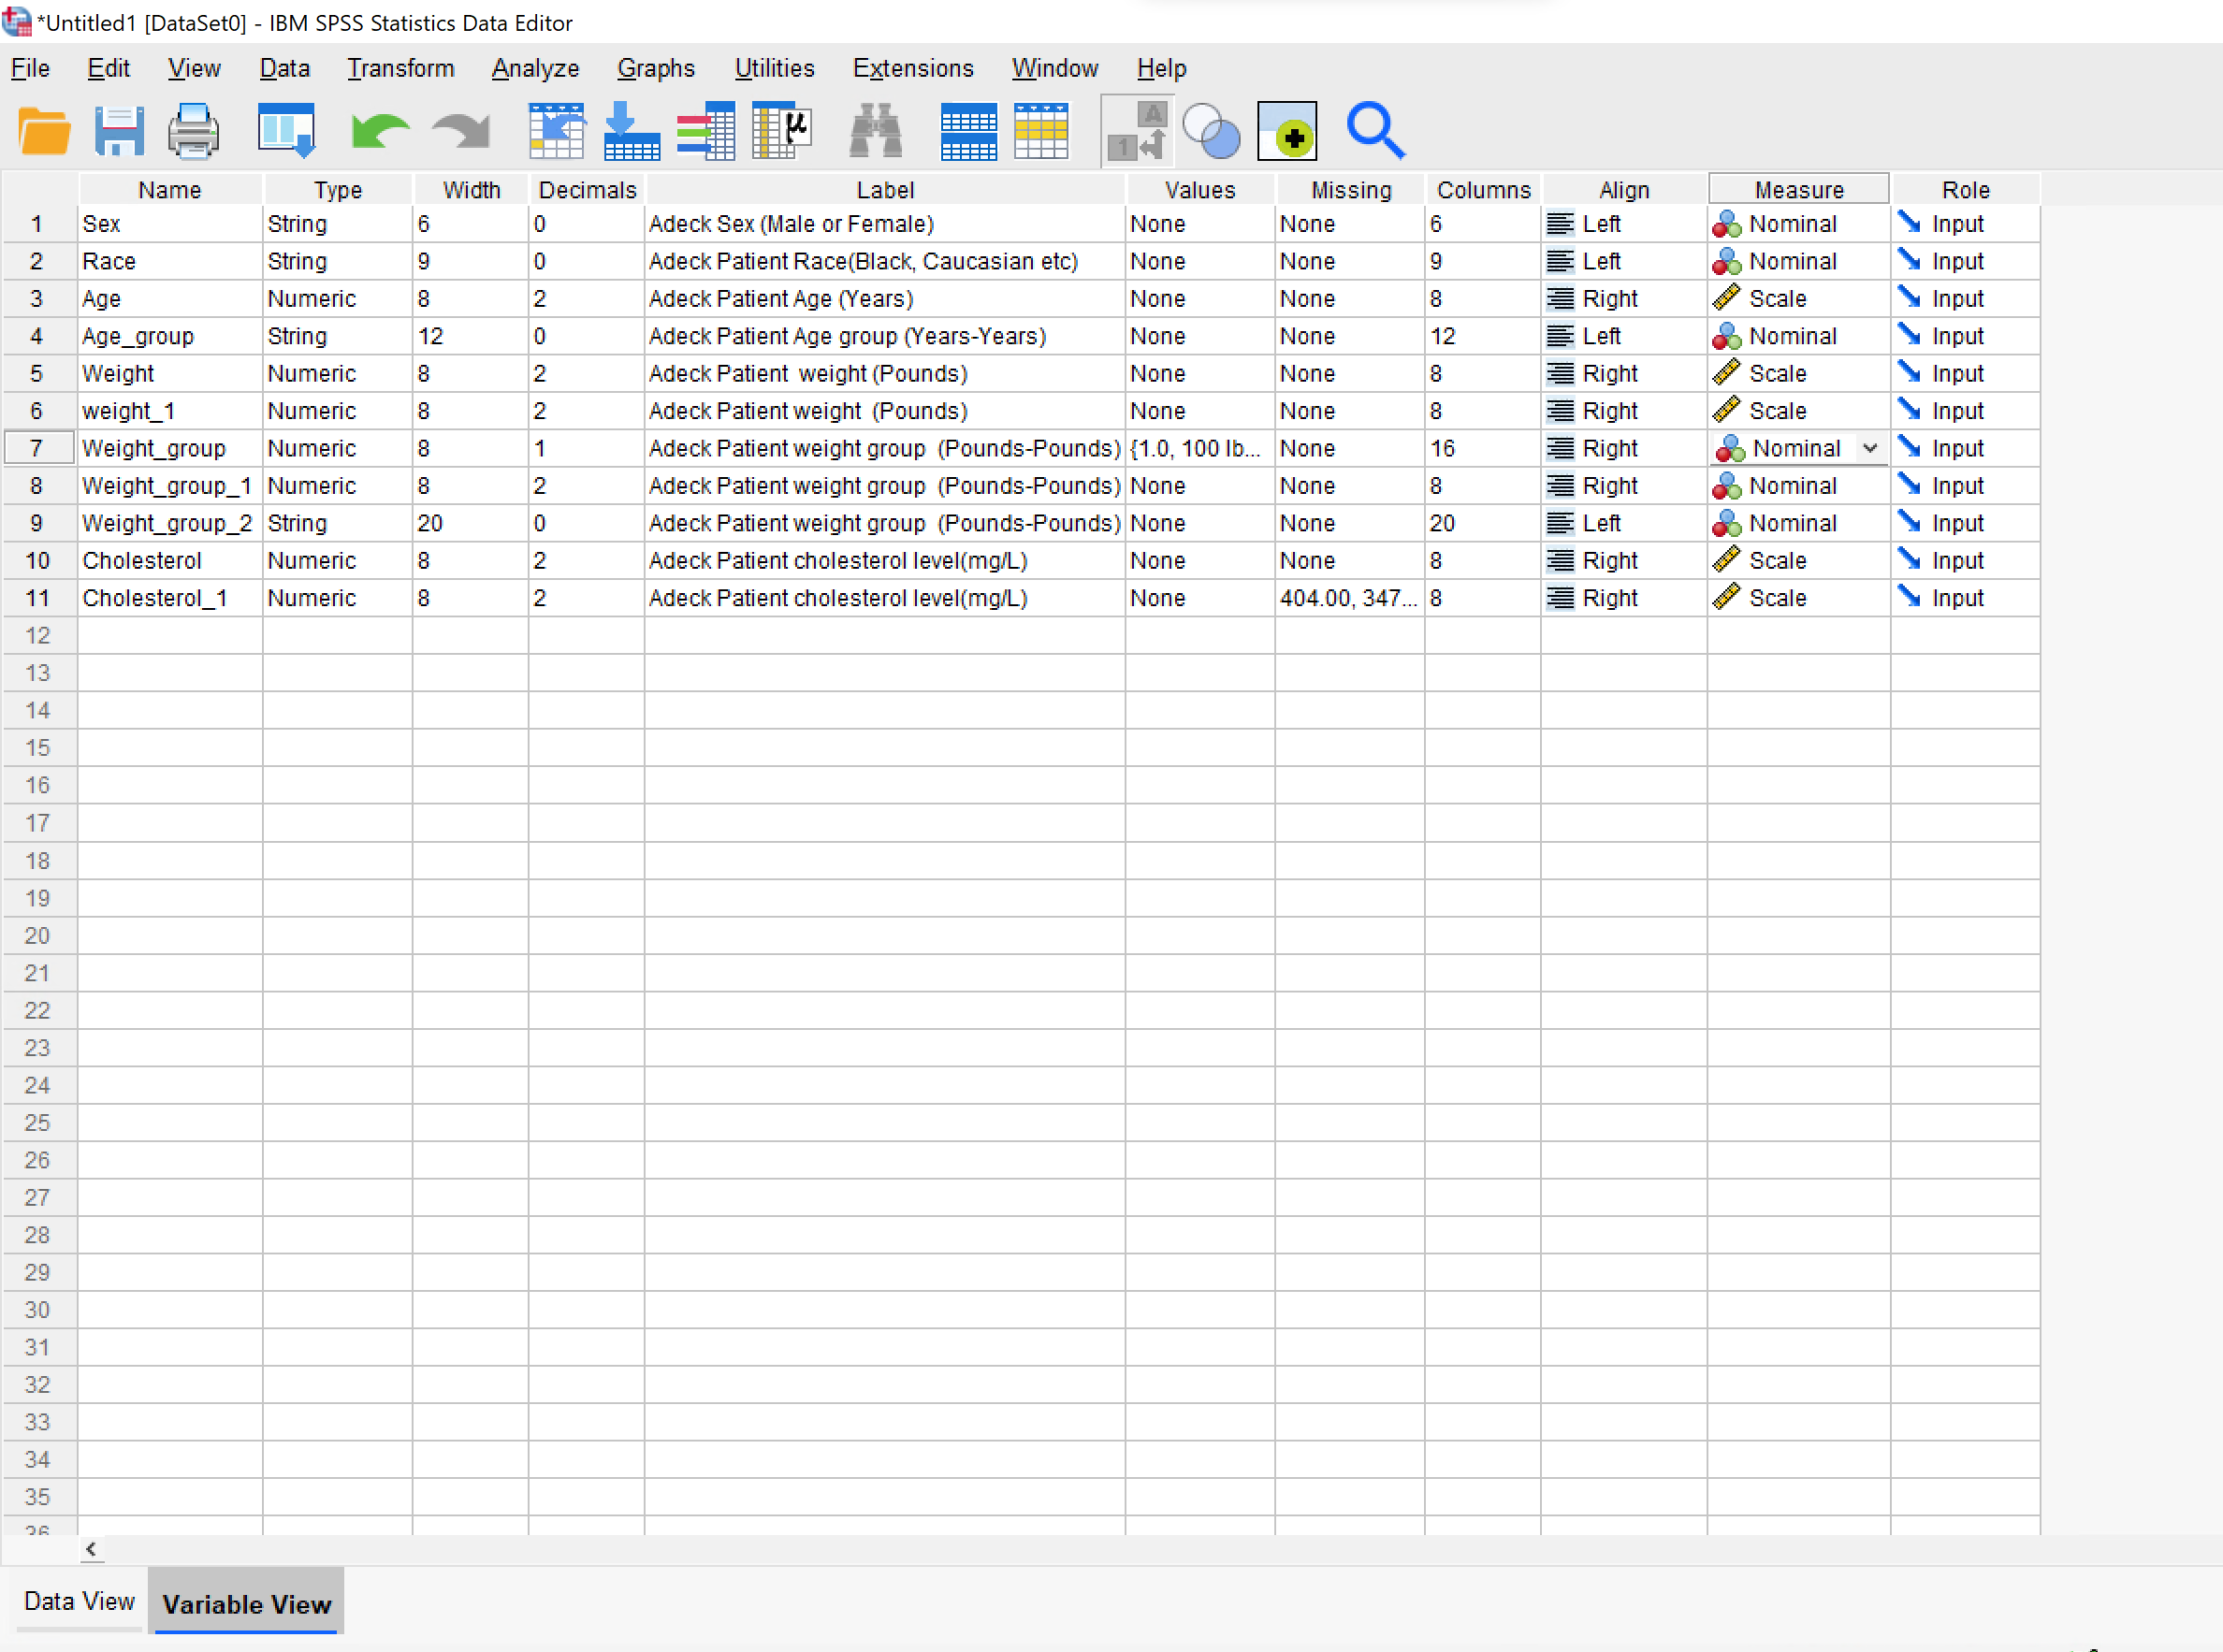 *Untitled1 [DataSet0] - IBM SPSS Statistics Data Editor
File Edit View Data Transform Analyze Graphs Utilities Extensions Window Help
μ A 1
Name Type Width Decimals Label Values Missing Columns Align Measure Role
1 Sex String 6 0 Adeck Sex (Male or Female) None None 6 Left Nominal Input
2 Race String 9 0 Adeck Patient Race(Black, Caucasian etc) None None 9 Left Nominal Input
3 Age Numeric 8 2 Adeck Patient Age (Years) None None 8 Right Scale Input
4 Age_group String 12 0 Adeck Patient Age group (Years-Years) None None 12 Left Nominal Input
5 Weight Numeric 8 2 Adeck Patient  weight (Pounds) None None 8 Right Scale Input
6 weight_1 Numeric 8 2 Adeck Patient weight  (Pounds) None None 8 Right Scale Input
7 Weight_group Numeric 8 1 Adeck Patient weight group  (Pounds-Pounds) {1.0, 100 lb... None 16 Right Nominal Input
8 Weight_group_1 Numeric 8 2 Adeck Patient weight group  (Pounds-Pounds) None None 8 Right Nominal Input
9 Weight_group_2 String 20 0 Adeck Patient weight group  (Pounds-Pounds) None None 20 Left Nominal Input
10 Cholesterol Numeric 8 2 Adeck Patient cholesterol level(mg/L) None None 8 Right Scale Input
11 Cholesterol_1 Numeric 8 2 Adeck Patient cholesterol level(mg/L) None 404.00, 347... 8 Right Scale Input
12
13
14
15
16
17
18
19
20
21
22
23
24
25
26
27
28
29
30
31
32
33
34
35
36
Data View Variable View